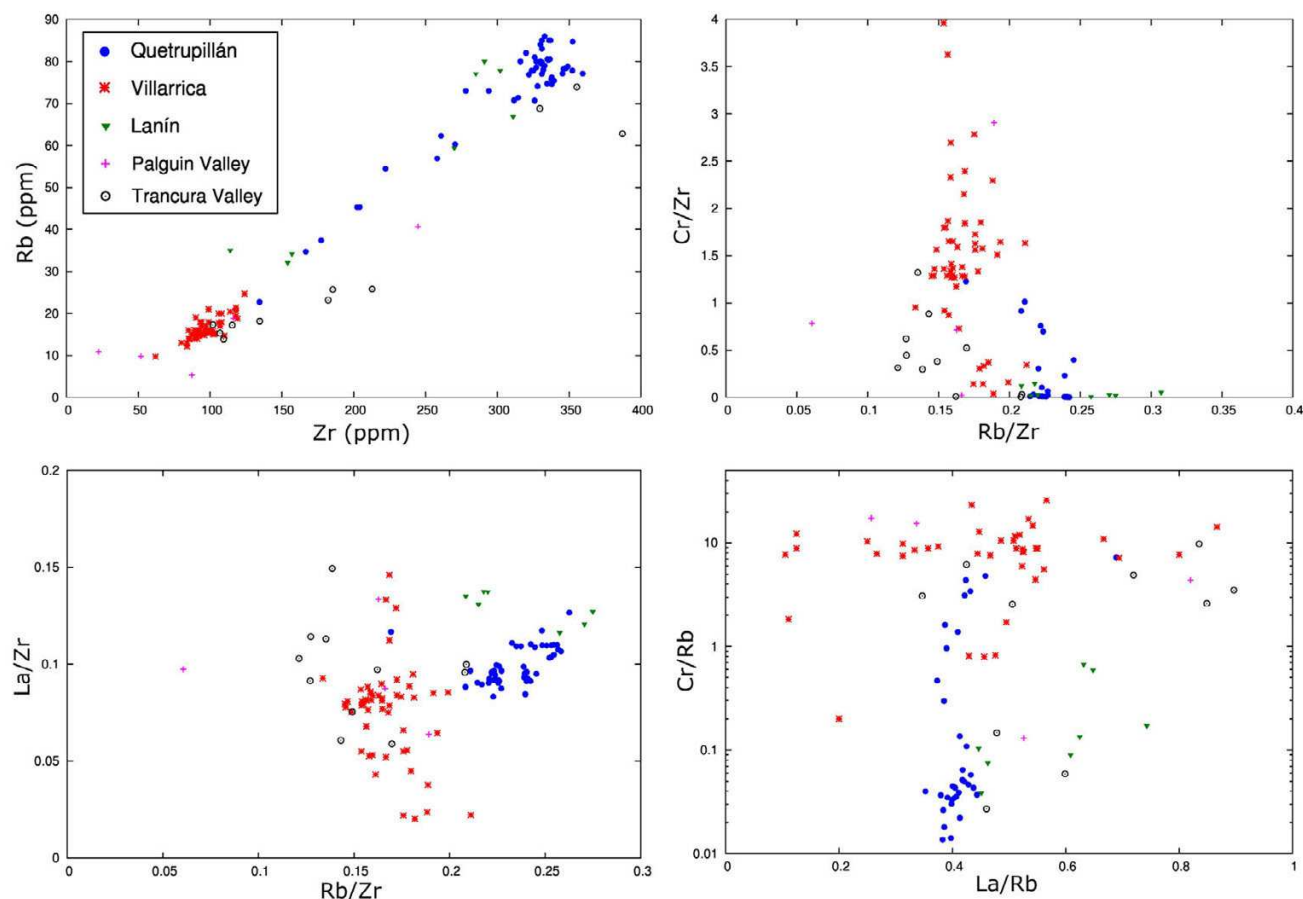 90
80
70
60
50
40
30
20
10
0
Rb (ppm)
Quetrupillán
Villarrica
Lanín
Palguin Valley
Trancura Valley
0 50 100 150 200 250 300 350 400
Zr (ppm)
4
3.5
3
2.5
2
1.5
1
0.5
0
Cr/Zr
0 0.05 0.1 0.15 0.2 0.25 0.3 0.35 0.4
Rb/Zr
0.2
0.15
0.1
0.05
0
La/Zr
0 0.05 0.1 0.15 0.2 0.25 0.3
Rb/Zr
10
1
0.1
0.01
Cr/Rb
0 0.2 0.4 0.6 0.8 1
La/Rb